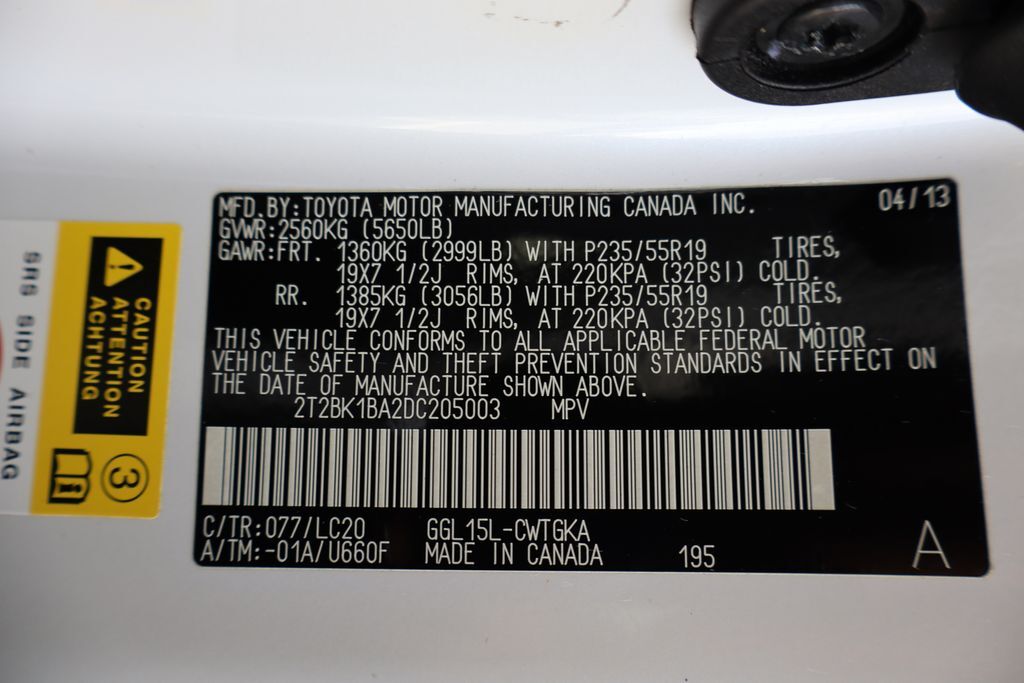 MFD.BY:TOYOTA MOTOR MANUFACTURING CANADA INC. 04/13
GVWR:2560KG (5650LB)
GAWR:FRT. 1360KG (2999LB) WITH P235/55R19 TIRES,
19X7 1/2J RIMS, AT 220KPA (32PSI) COLD.
RR. 1385KG (3056LB) WITH P235/55R19 TIRES,
19X7 1/2J RIMS, AT 220KPA (32PSI) COLD.
THIS VEHICLE CONFORMS TO ALL APPLICABLE FEDERAL MOTOR
VEHICLE SAFETY AND THEFT PREVENTION STANDARDS IN EFFECT ON
THE DATE OF MANUFACTURE SHOWN ABOVE.
2T2BK1BA2DC205003 MPV
C/TR:077/LC20 GGL15L-CWTGKA
A/TM:-01A/U660F MADE IN CANADA 195 A
CAUTION
ATTENTION
ACHTUNG
3
SRS SIDE AIRBAG